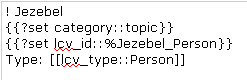 ! Jezebel
{{?set category::topic}}
{{?set lcv_id::%Jezebel_Person}}
Type: [[lcv_type::Person]]